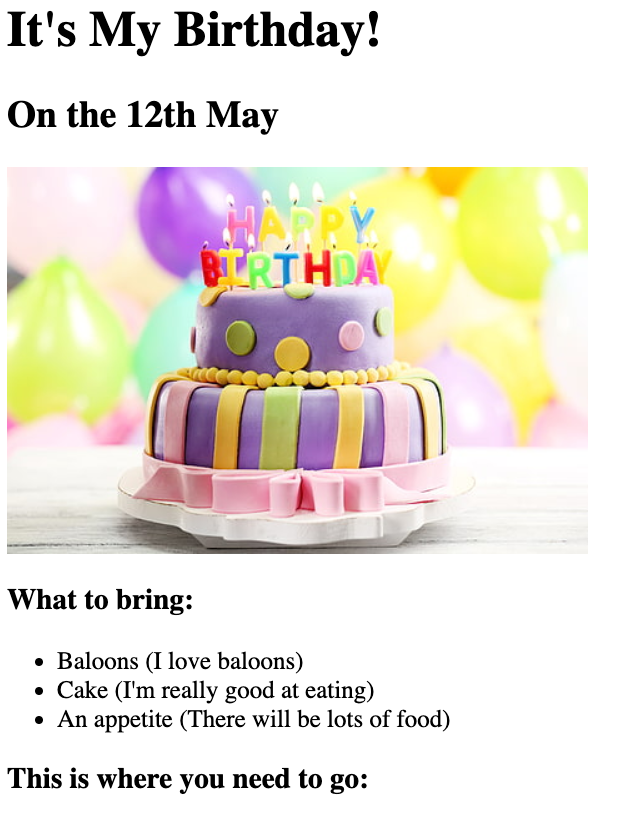 It's My Birthday!
On the 12th May
HAPPY
BIRTHDAY
What to bring:
Baloons (I love baloons)
Cake (I'm really good at eating)
An appetite (There will be lots of food)
This is where you need to go: